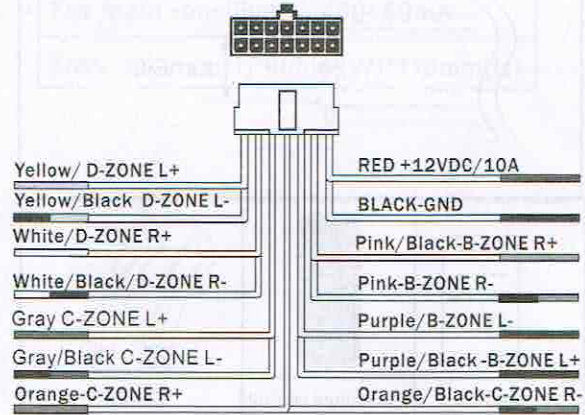 Yellow/ D-ZONE L+
Yellow/Black D-ZONE L-
White/D-ZONE R+
White/Black/D-ZONE R-
Gray C-ZONE L+
Gray/Black C-ZONE L-
Orange-C-ZONE R+
RED +12VDC/10A
BLACK-GND
Pink/Black-B-ZONE R+
Pink-B-ZONE R-
Purple/B-ZONE L-
Purple/Black -B-ZONE L+
Orange/Black-C-ZONE R-